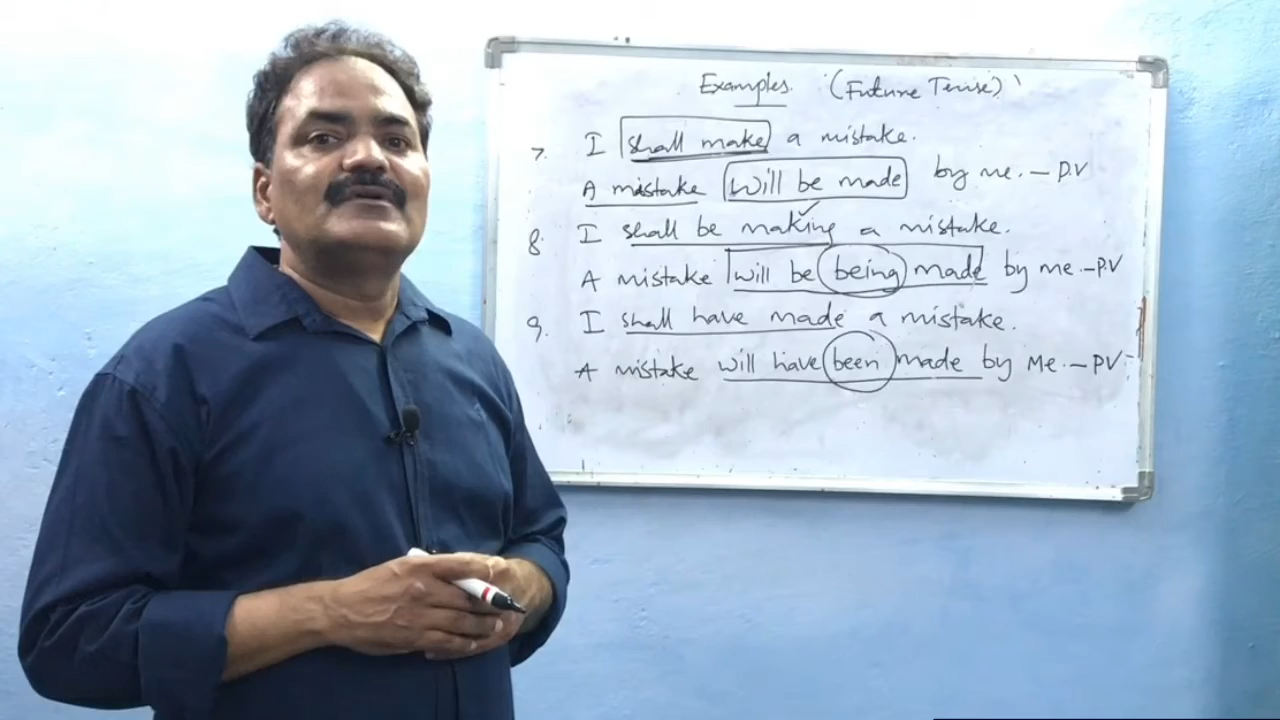 Examples. (Future Tense)
7. I shall make a mistake.
A mistake will be made by me. - P.V
8. I shall be making a mistake.
A mistake will be being made by me. - P.V
9. I shall have made a mistake.
A mistake will have been made by Me. - PV